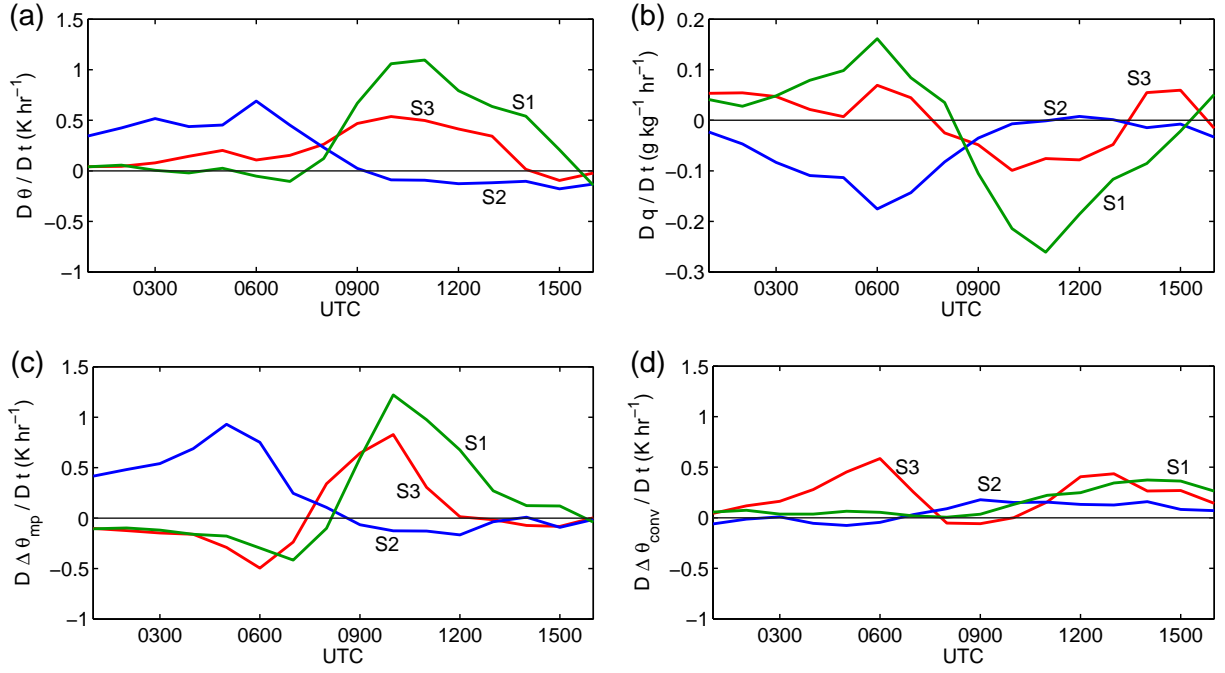 (a)
D θ / D t (K hr⁻¹)
1.5
1
0.5
0
−0.5
−1
S1
S3
S2
0300 0600 0900 1200 1500
UTC
(b)
D q / D t (g kg⁻¹ hr⁻¹)
0.2
0.1
0
−0.1
−0.2
−0.3
S3
S2
S1
0300 0600 0900 1200 1500
UTC
(c)
D Δ θmp / D t (K hr⁻¹)
1.5
1
0.5
0
−0.5
−1
S1
S3
S2
0300 0600 0900 1200 1500
UTC
(d)
D Δ θconv / D t (K hr⁻¹)
1.5
1
0.5
0
−0.5
−1
S3
S2
S1
0300 0600 0900 1200 1500
UTC